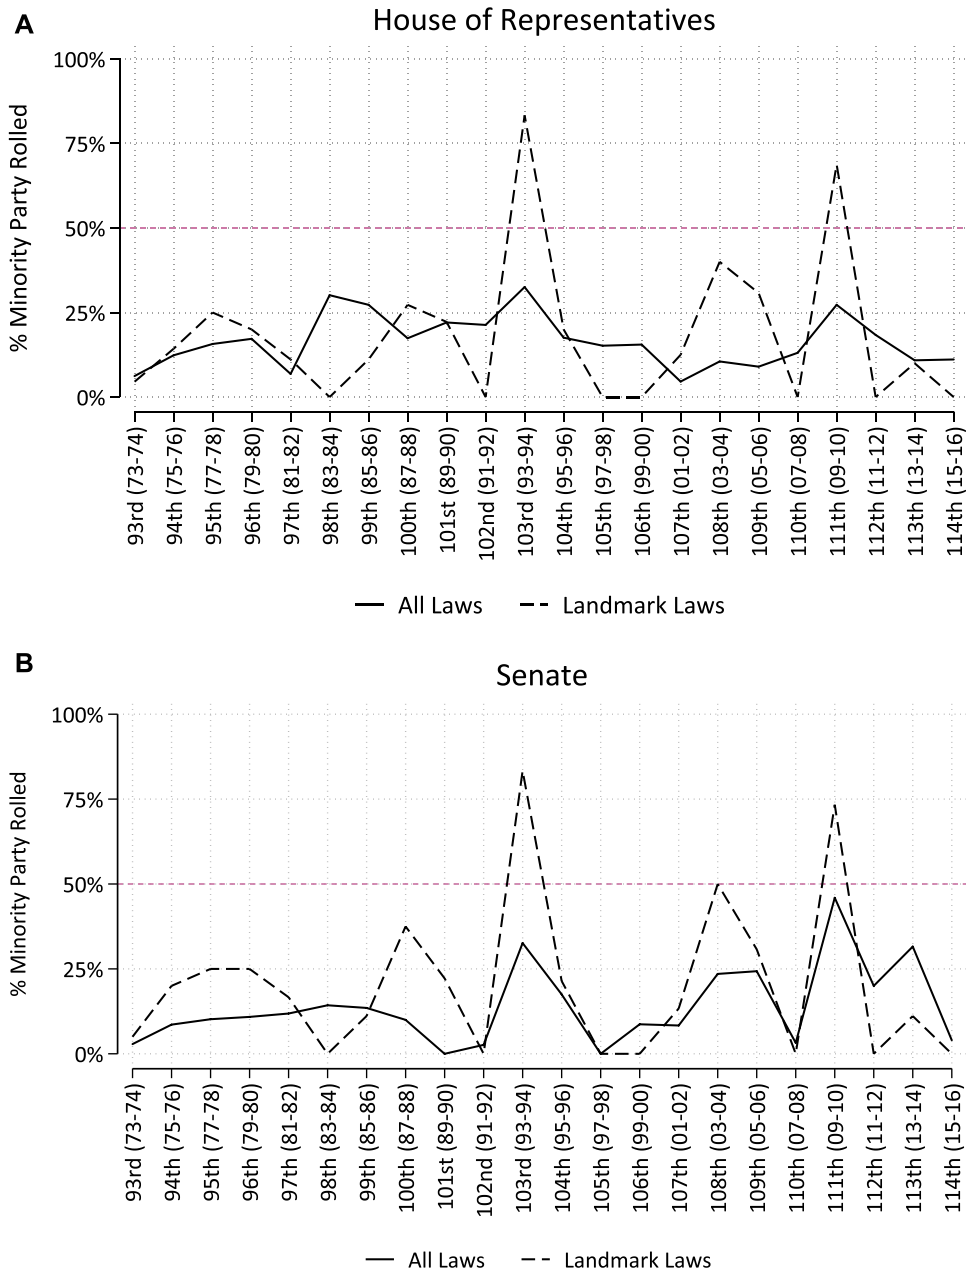 A
House of Representatives
% Minority Party Rolled
100%
75%
50%
25%
0%
93rd (73-74)
94th (75-76)
95th (77-78)
96th (79-80)
97th (81-82)
98th (83-84)
99th (85-86)
100th (87-88)
101st (89-90)
102nd (91-92)
103rd (93-94)
104th (95-96)
105th (97-98)
106th (99-00)
107th (01-02)
108th (03-04)
109th (05-06)
110th (07-08)
111th (09-10)
112th (11-12)
113th (13-14)
114th (15-16)
All Laws
Landmark Laws
B
Senate
% Minority Party Rolled
100%
75%
50%
25%
0%
93rd (73-74)
94th (75-76)
95th (77-78)
96th (79-80)
97th (81-82)
98th (83-84)
99th (85-86)
100th (87-88)
101st (89-90)
102nd (91-92)
103rd (93-94)
104th (95-96)
105th (97-98)
106th (99-00)
107th (01-02)
108th (03-04)
109th (05-06)
110th (07-08)
111th (09-10)
112th (11-12)
113th (13-14)
114th (15-16)
All Laws
Landmark Laws